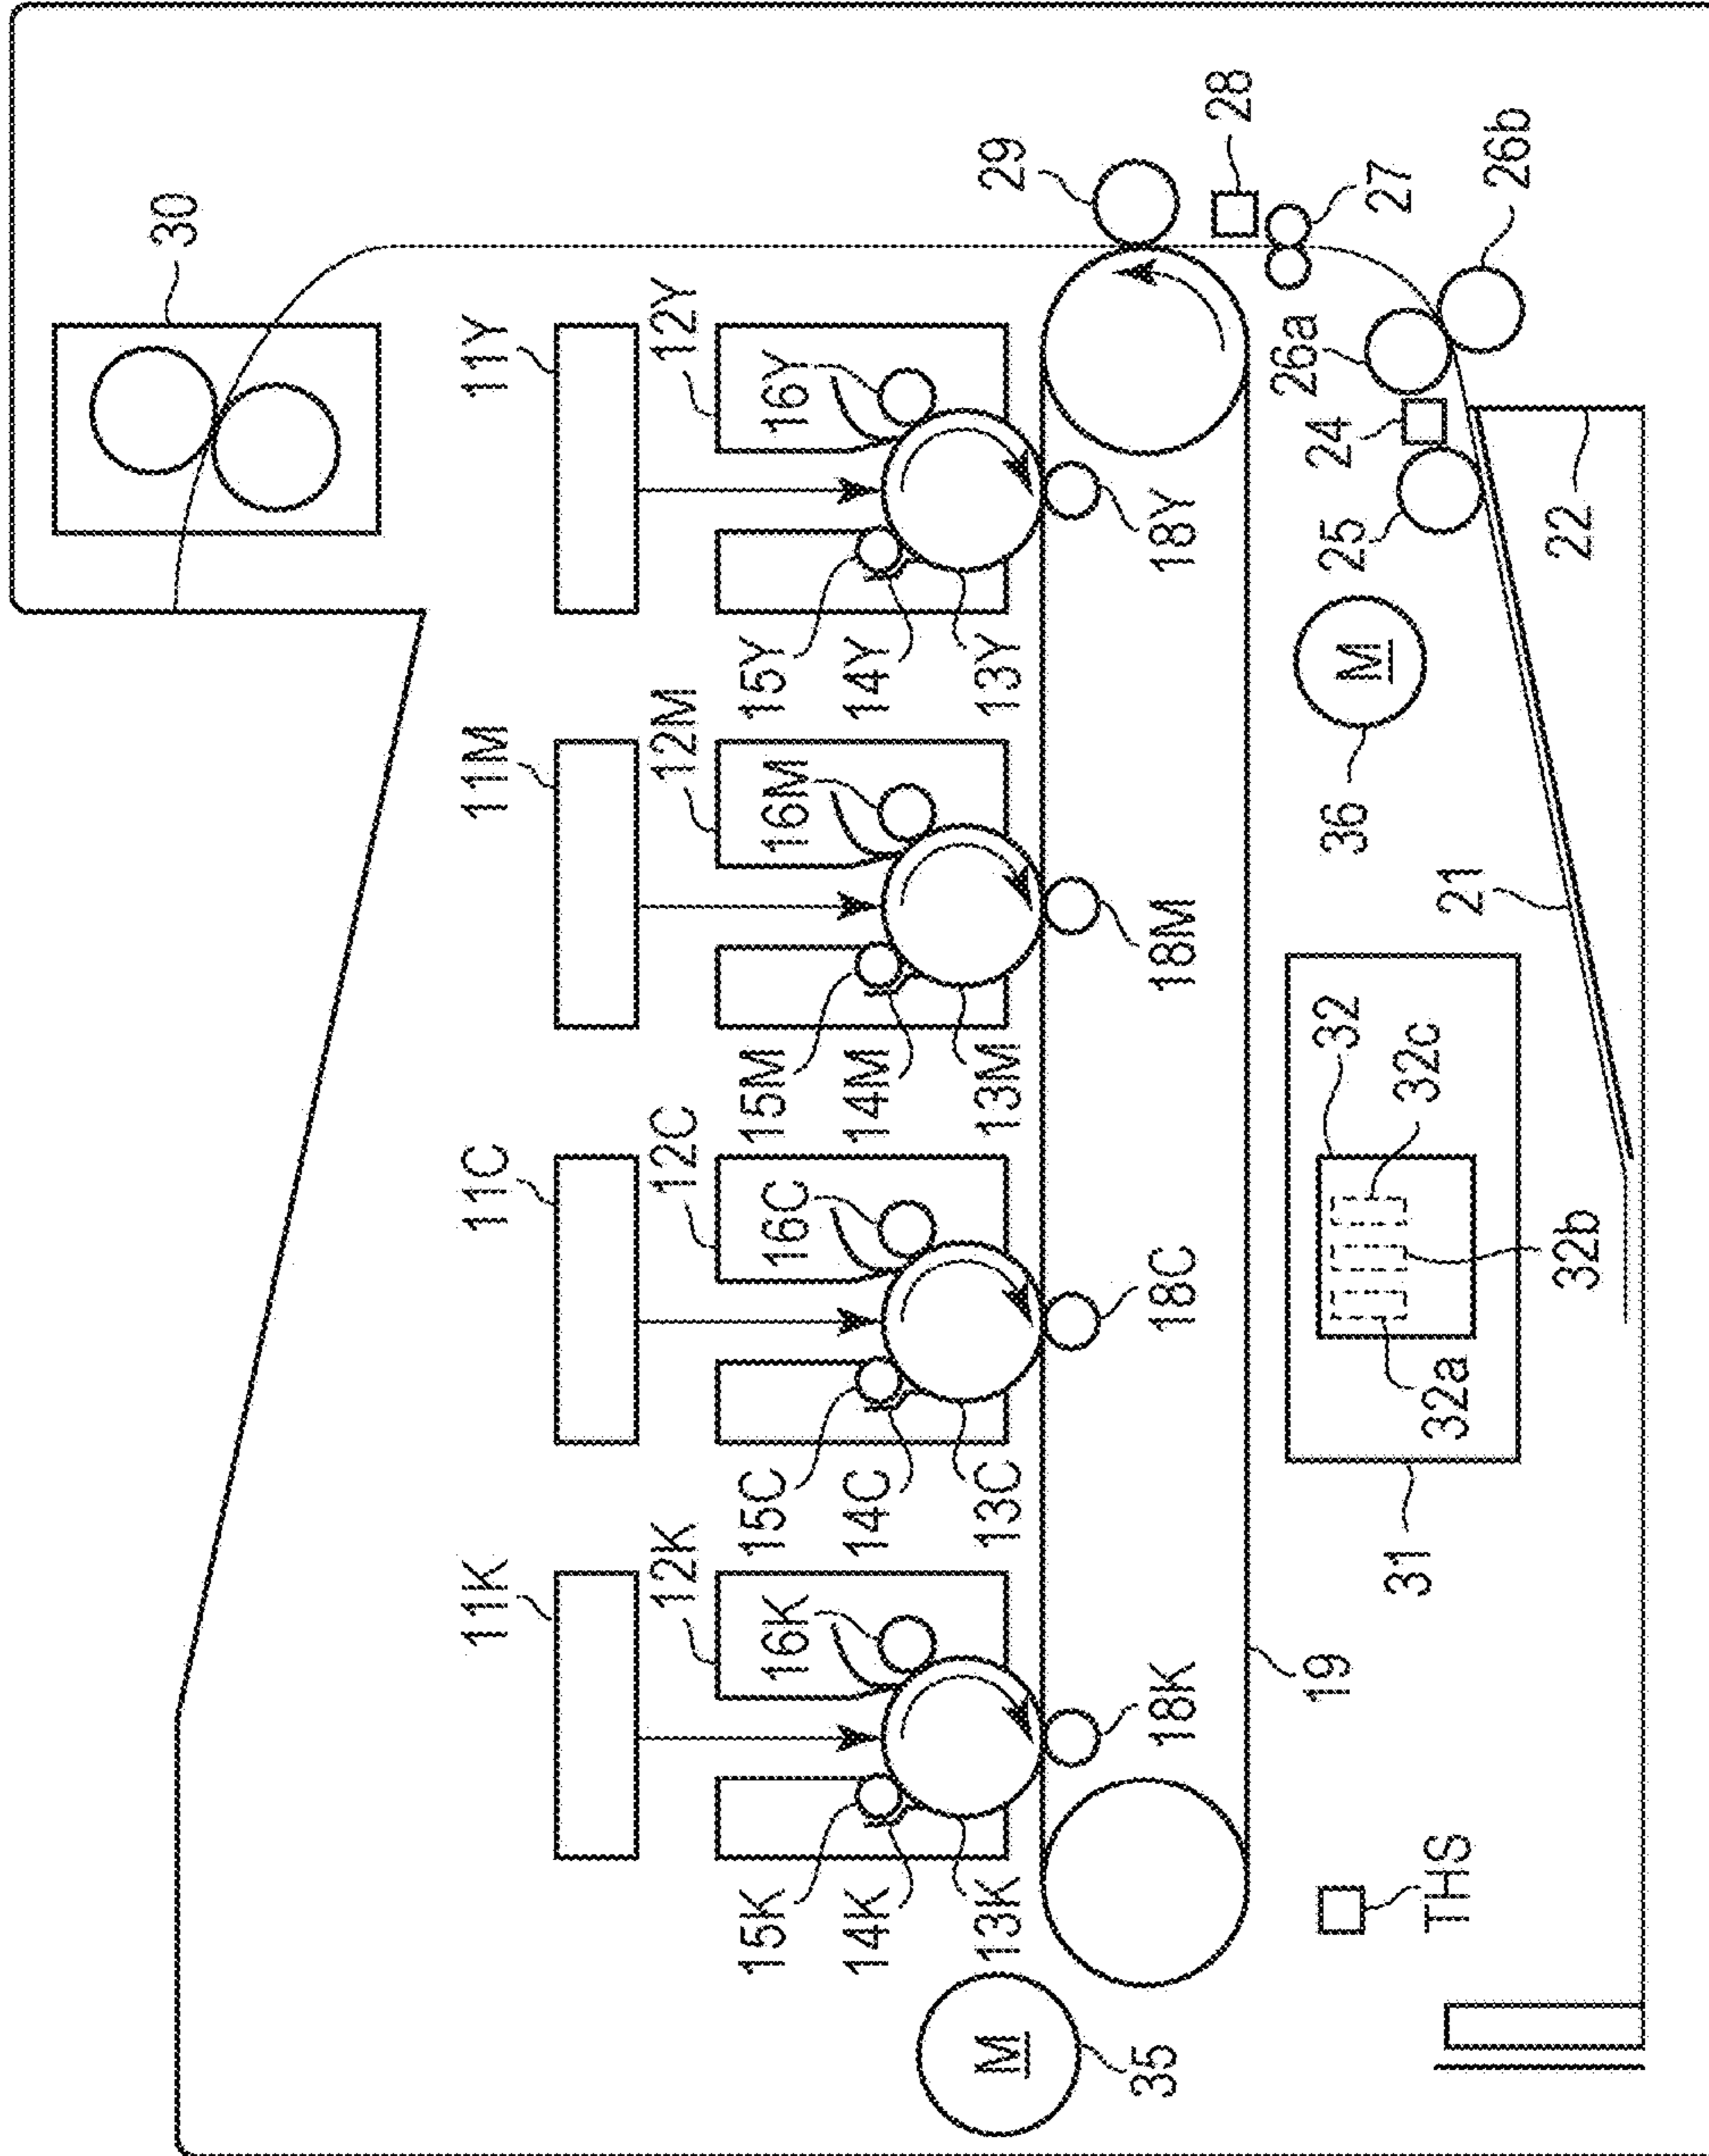 30
11Y
11M
11C
11K
12Y
12M
12C
12K
16Y
16M
16C
16K
15Y
15M
15C
15K
14Y
14M
14C
14K
13Y
13M
13C
13K
29
28
27
26b
26a
24
25
22
18Y
18M
18C
18K
M
36
21
32
32c
32b
32a
31
19
THS
M
35